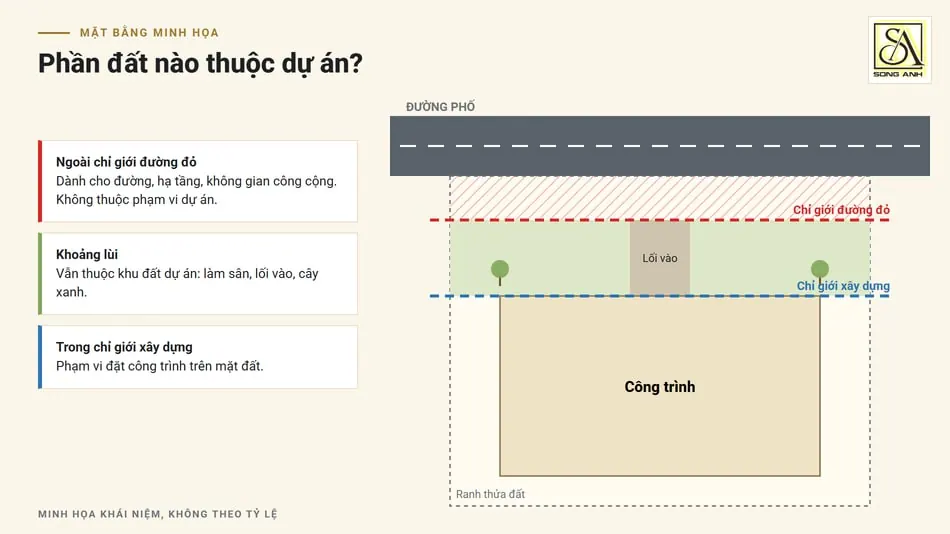 MẶT BẰNG MINH HỌA
Phần đất nào thuộc dự án?
SA
SONG ANH
Ngoài chỉ giới đường đỏ
Dành cho đường, hạ tầng, không gian công cộng.
Không thuộc phạm vi dự án.
Khoảng lùi
Vẫn thuộc khu đất dự án: làm sân, lối vào, cây
xanh.
Trong chỉ giới xây dựng
Phạm vi đặt công trình trên mặt đất.
ĐƯỜNG PHỐ
Chỉ giới đường đỏ
Lối vào
Chỉ giới xây dựng
Công trình
Ranh thửa đất
MINH HỌA KHÁI NIỆM, KHÔNG THEO TỶ LỆ